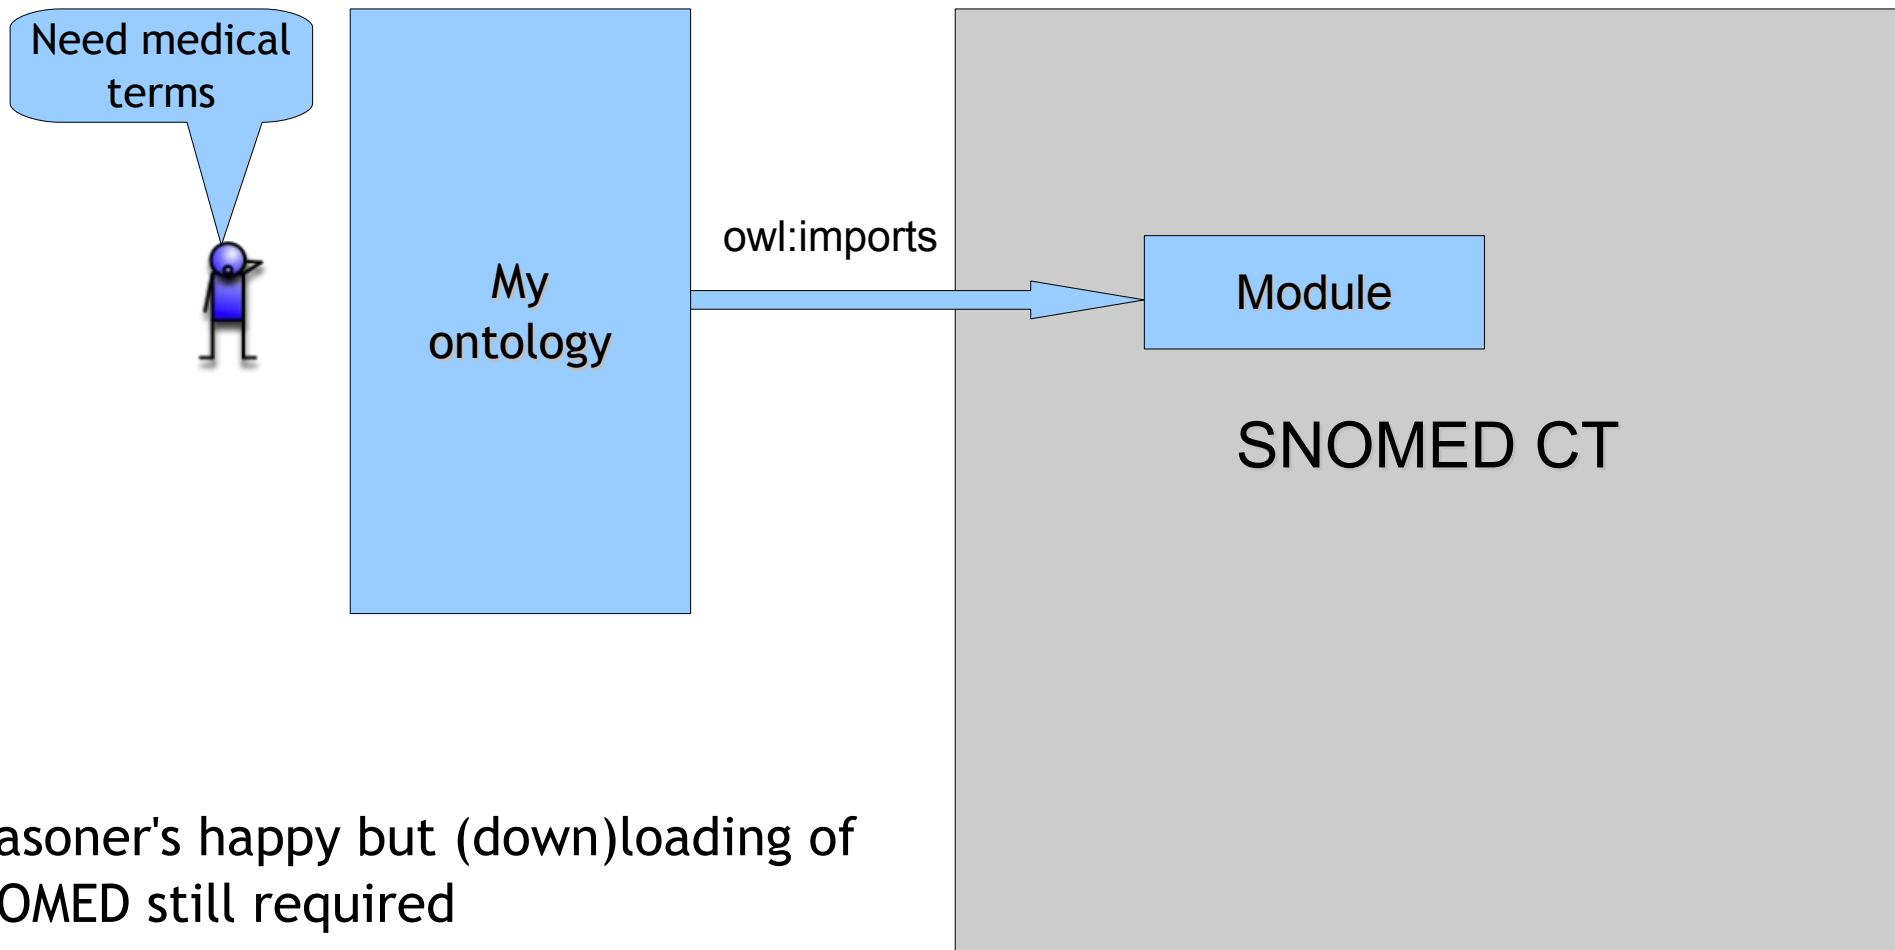 Need medical
terms
My
ontology
owl:imports
Module
SNOMED CT
asoner's happy but (down)loading of
OMED still required